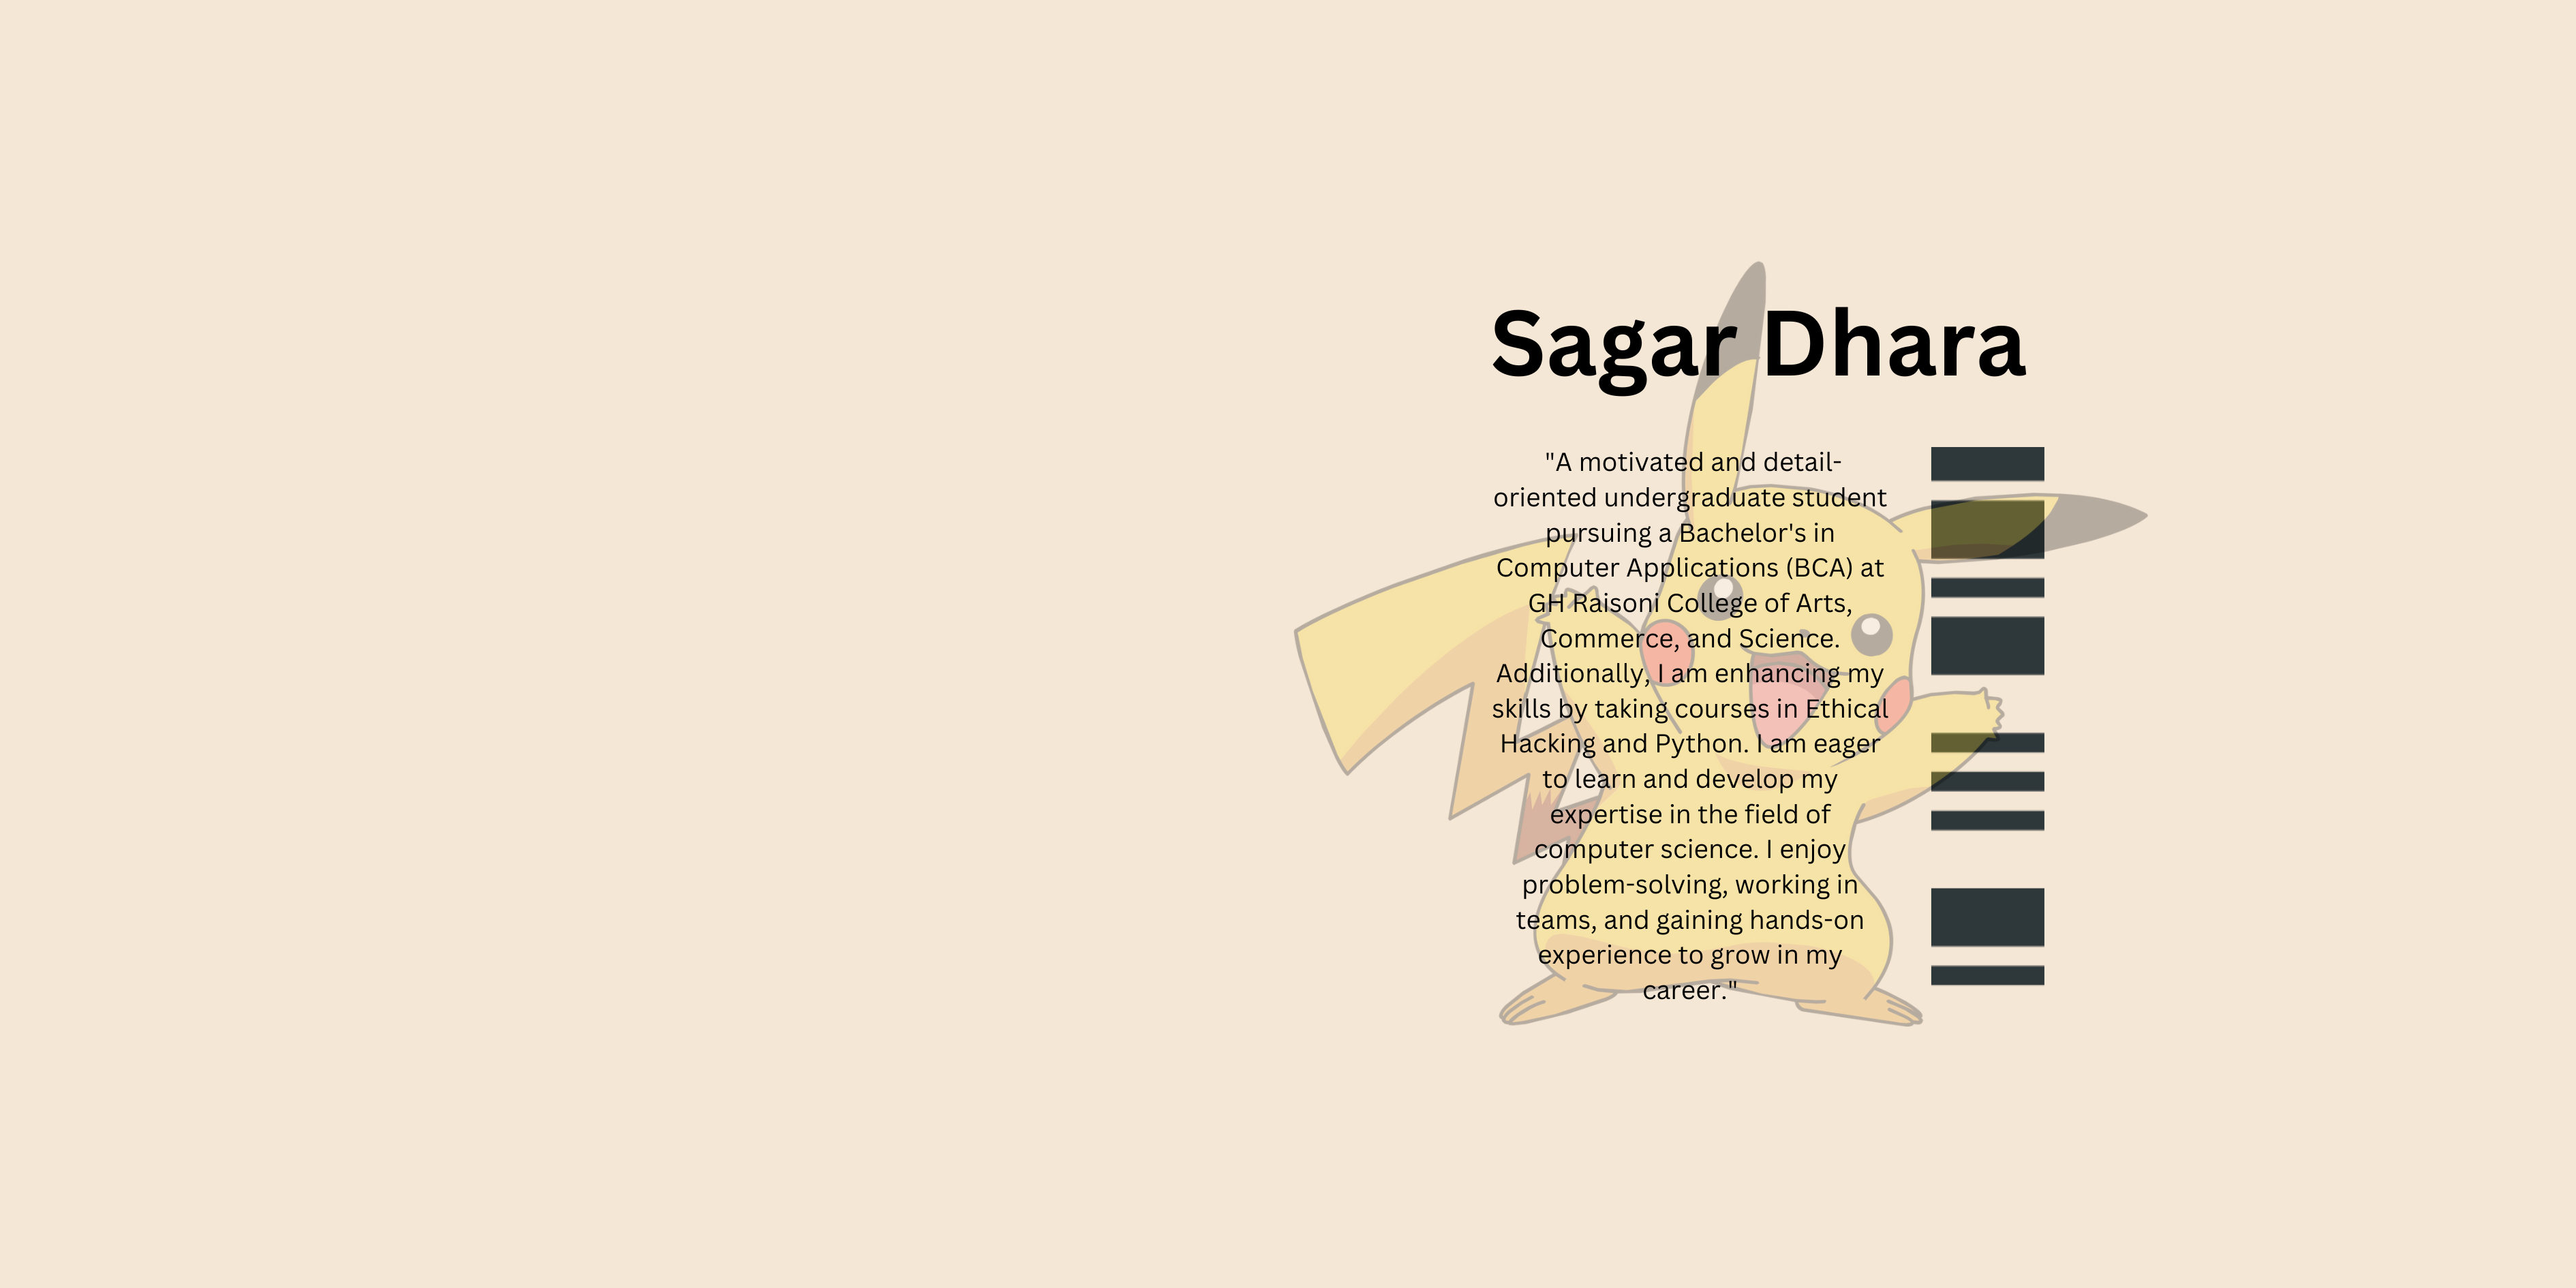 Sagar Dhara
"A motivated and detail-
oriented undergraduate student
pursuing a Bachelor's in
Computer Applications (BCA) at
GH Raisoni College of Arts,
Commerce, and Science.
Additionally, I am enhancing my
skills by taking courses in Ethical
Hacking and Python. I am eager
to learn and develop my
expertise in the field of
computer science. I enjoy
problem-solving, working in
teams, and gaining hands-on
experience to grow in my
career."